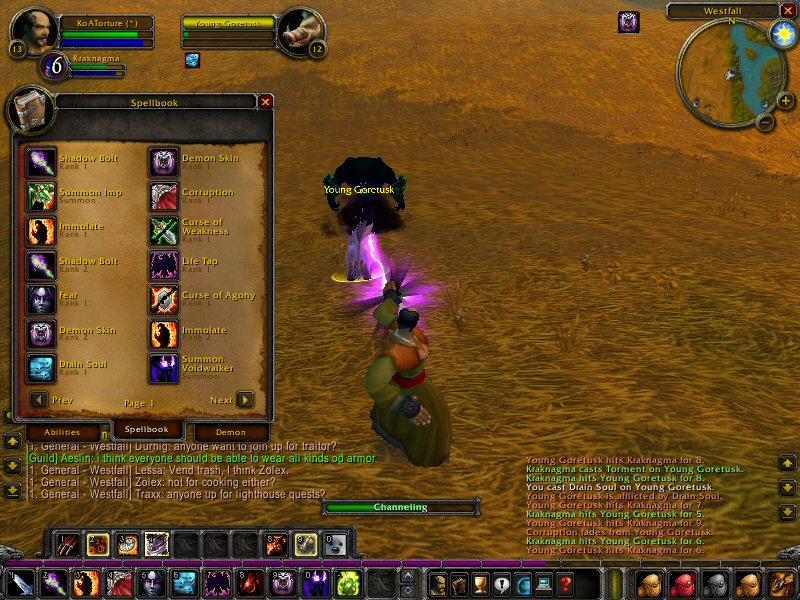 KoATorture (*)
13
6
Kraknagma
Young Goretusk
12
Westfall
N
Spellbook
Shadow Bolt
Rank 1
Demon Skin
Rank 1
Summon Imp
Summon
Corruption
Rank 1
Immolate
Rank 1
Curse of
Weakness
Rank 1
Shadow Bolt
Rank 2
Life Tap
Rank 1
Fear
Rank 1
Curse of Agony
Rank 1
Demon Skin
Rank 2
Immolate
Rank 2
Drain Soul
Rank 1
Summon
Voidwalker
Summon
Prev
Page 1
Next
Abilities
Spellbook
Demon
Young Goretusk
[1. General - Westfall] Durnig: anyone want to join up for traitor?
[Guild] Aeslin: i think everyone should be able to wear all kinds od armor
[1. General - Westfall] Lessa: Vend trash, I think Zolex.
[1. General - Westfall] Zolex: not for cooking either?
[1. General - Westfall] Traxx: anyone up for lighthouse quests?
Channeling
Young Goretusk hits Kraknagma for 8.
Kraknagma casts Torment on Young Goretusk.
Kraknagma hits Young Goretusk for 8.
You cast Drain Soul on Young Goretusk.
Young Goretusk is afflicted by Drain Soul.
Young Goretusk hits Kraknagma for 7.
Kraknagma hits Young Goretusk for 5.
Young Goretusk hits Kraknagma for 9.
Corruption fades from Young Goretusk.
Kraknagma hits Young Goretusk for 6.
Young Goretusk hits Kraknagma for 6.